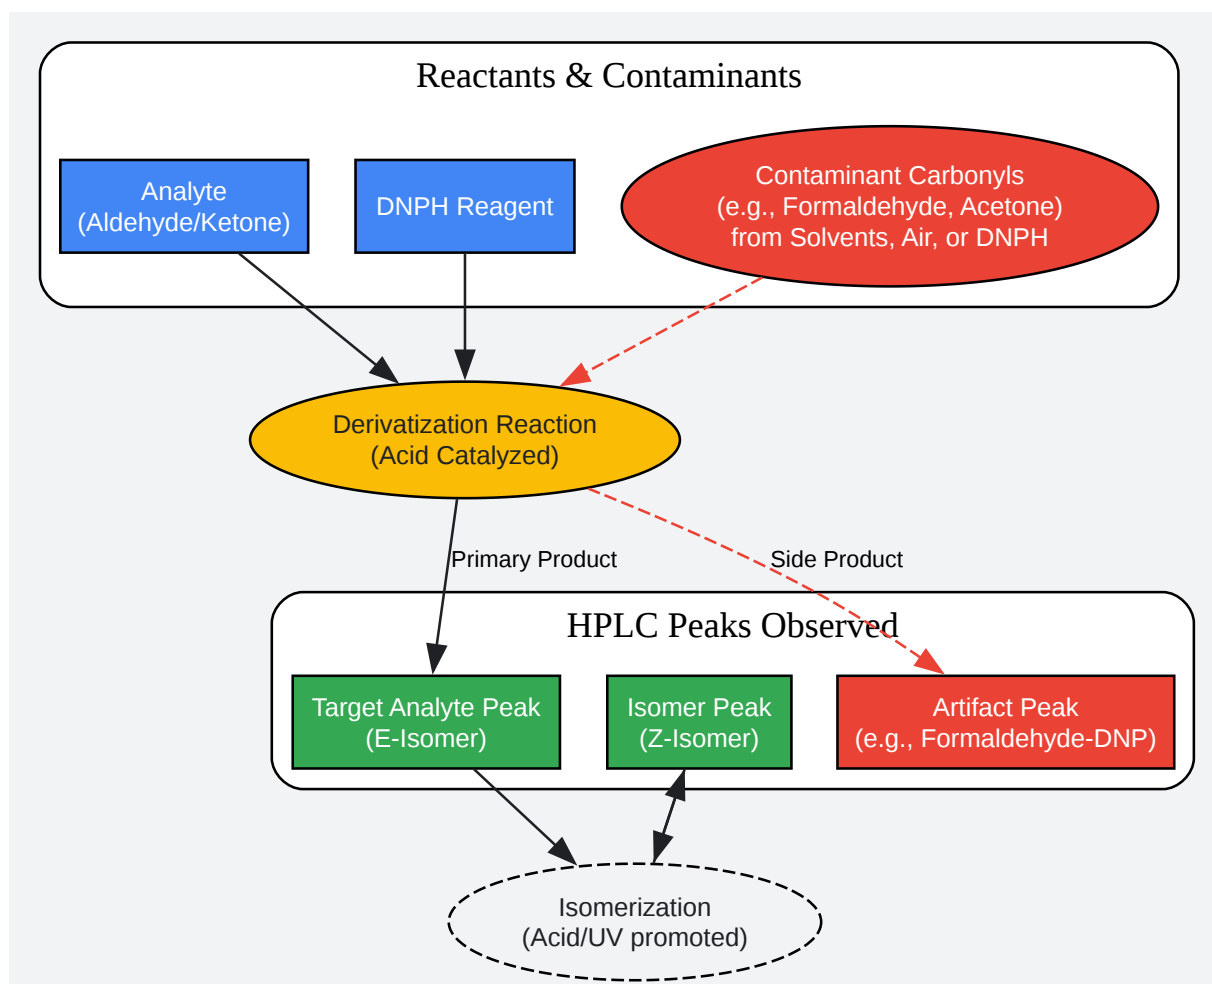 Reactants & Contaminants
Analyte
(Aldehyde/Ketone)
DNPH Reagent
Contaminant Carbonyls
(e.g., Formaldehyde, Acetone)
from Solvents, Air, or DNPH
Derivatization Reaction
(Acid Catalyzed)
Primary Product
Side Product
HPLC Peaks Observed
Target Analyte Peak
(E-Isomer)
Isomer Peak
(Z-Isomer)
Artifact Peak
(e.g., Formaldehyde-DNP)
Isomerization
(Acid/UV promoted)